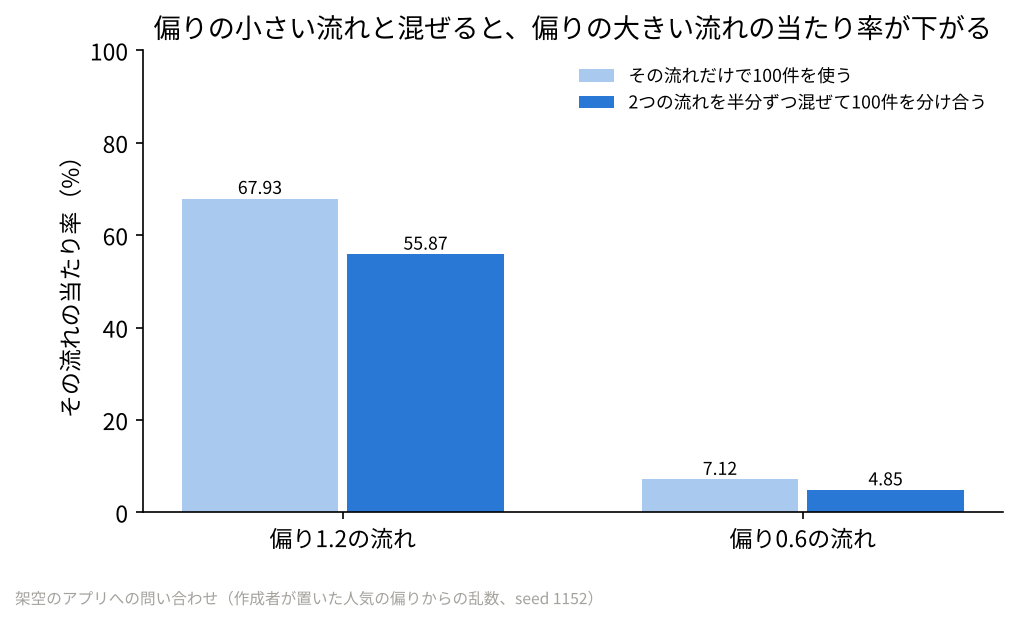 偏りの小さい流れと混ぜると、偏りの大きい流れの当たり率が下がる
その流れだけで100件を使う
2つの流れを半分ずつ混ぜて100件を分け合う
その流れの当たり率（%）
100
80
60
40
20
0
67.93
55.87
7.12
4.85
偏り1.2の流れ
偏り0.6の流れ
架空のアプリへの問い合わせ（作成者が置いた人気の偏りからの乱数、seed 1152）